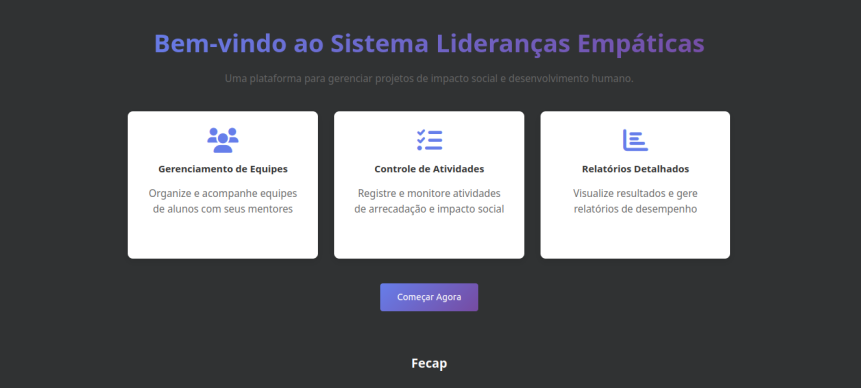 Bem-vindo ao Sistema Lideranças Empáticas
Uma plataforma para gerenciar projetos de impacto social e desenvolvimento humano.
Gerenciamento de Equipes
Organize e acompanhe equipes
de alunos com seus mentores
Controle de Atividades
Registre e monitore atividades
de arrecadação e impacto social
Relatórios Detalhados
Visualize resultados e gere
relatórios de desempenho
Começar Agora
Fecap